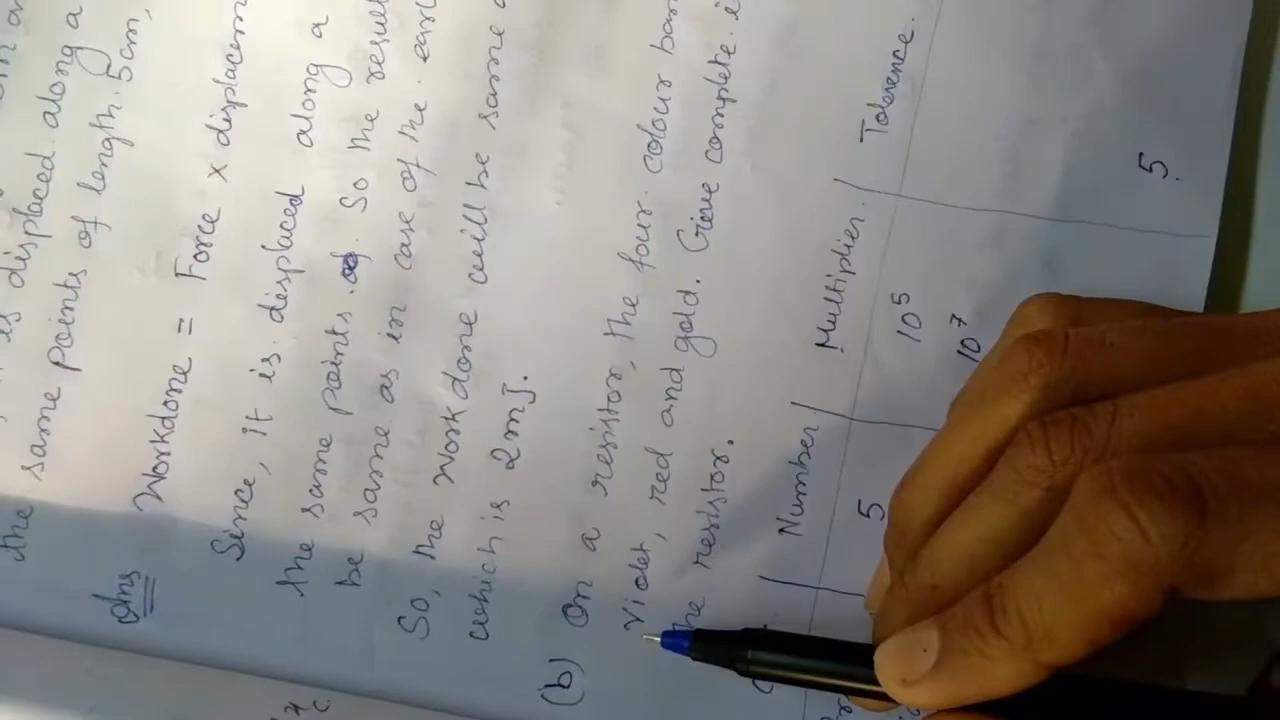 is displaced along a
the same points of length 5cm,
Ans Workdone = Force x displacem
Since, it is displaced along a
the same points. So the result
be same as in case of the
So, the workdone will be same
which is 2mJ.
(b) On a resistor, the four colour ban
violet, red and gold. Give complete i
the resistor.
Number Multiplier. Tolerence.
5 10⁵
10⁷
5